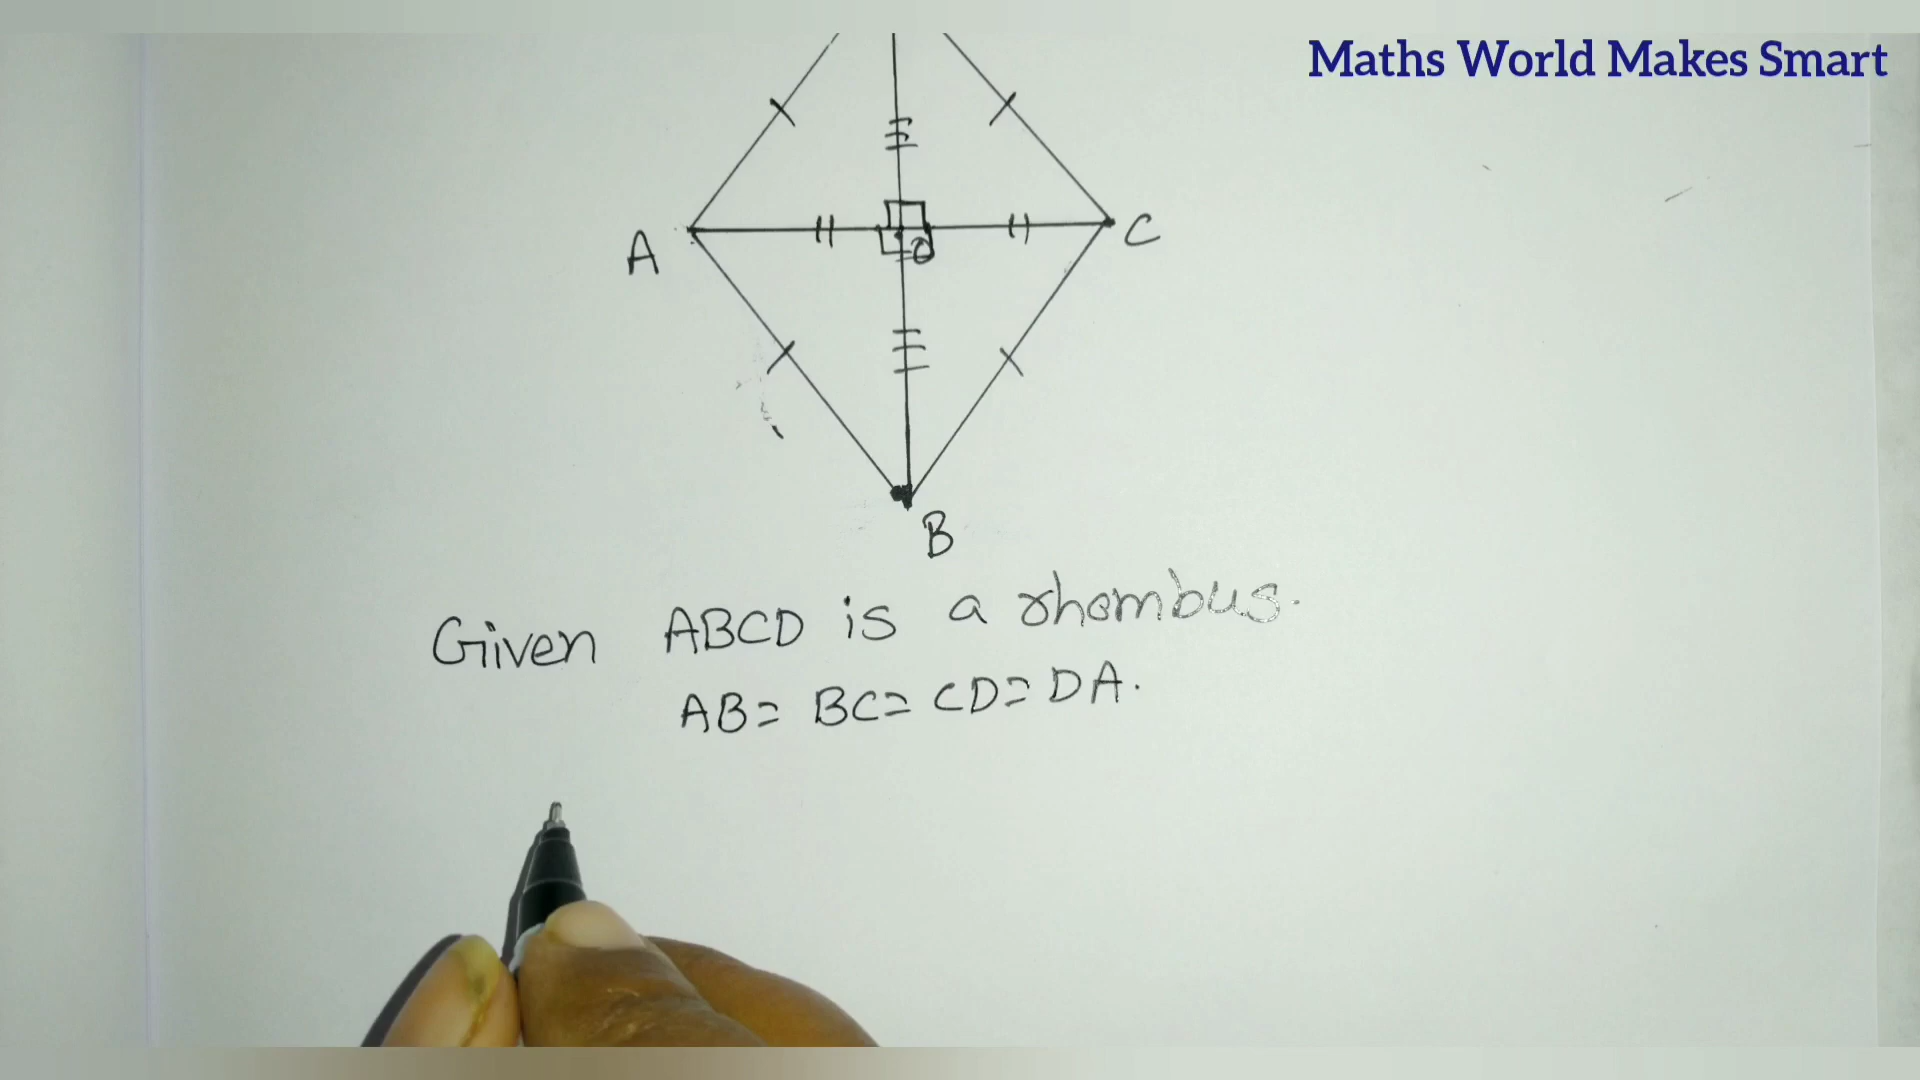 Maths World Makes Smart
A
C
O
B
Given ABCD is a rhombus.
AB = BC = CD = DA.